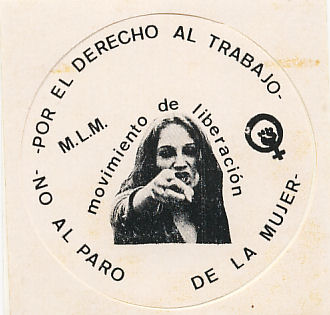 -POR EL DERECHO AL TRABAJO-
- NO AL PARO DE LA MUJER-
M.L.M.
movimiento de liberación